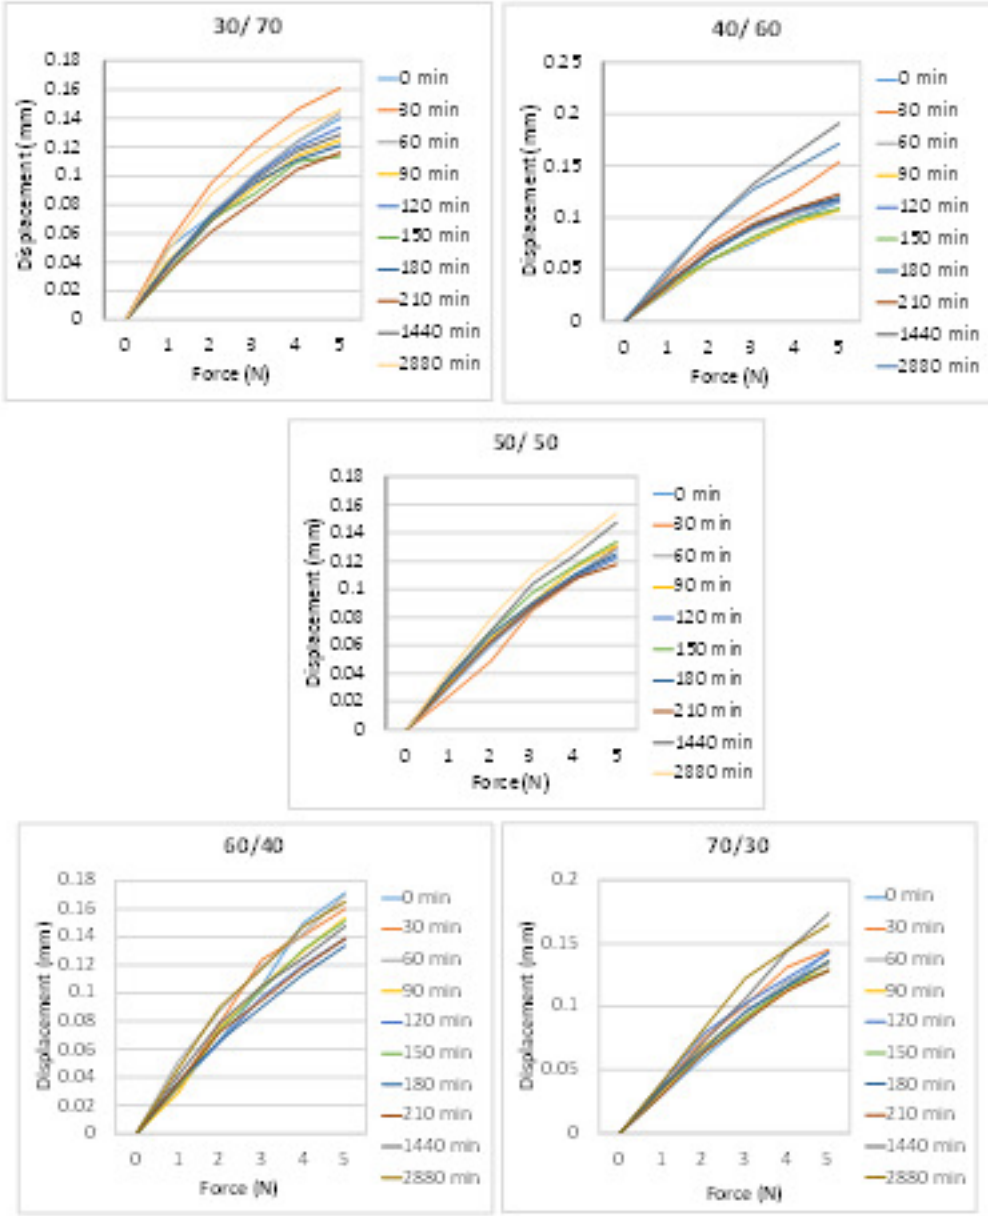 30/ 70
Displacement (mm)
0.18
0.16
0.14
0.12
0.1
0.08
0.06
0.04
0.02
0
0 1 2 3 4 5
Force (N)
0 min
30 min
60 min
90 min
120 min
150 min
180 min
210 min
1440 min
2880 min
40/ 60
Displacement (mm)
0.25
0.2
0.15
0.1
0.05
0
0 1 2 3 4 5
Force (N)
0 min
30 min
60 min
90 min
120 min
150 min
180 min
210 min
1440 min
2880 min
50/ 50
Displacement (mm)
0.18
0.16
0.14
0.12
0.1
0.08
0.06
0.04
0.02
0
0 1 2 3 4 5
Force(N)
0 min
30 min
60 min
90 min
120 min
150 min
180 min
210 min
1440 min
2880 min
60/40
Displacement (mm)
0.18
0.16
0.14
0.12
0.1
0.08
0.06
0.04
0.02
0
0 1 2 3 4 5
Force (N)
0 min
30 min
60 min
90 min
120 min
150 min
180 min
210 min
1440 min
2880 min
70/30
Displacement (mm)
0.2
0.15
0.1
0.05
0
0 1 2 3 4 5
Force (N)
0 min
30 min
60 min
90 min
120 min
150 min
180 min
210 min
1440 min
2880 min